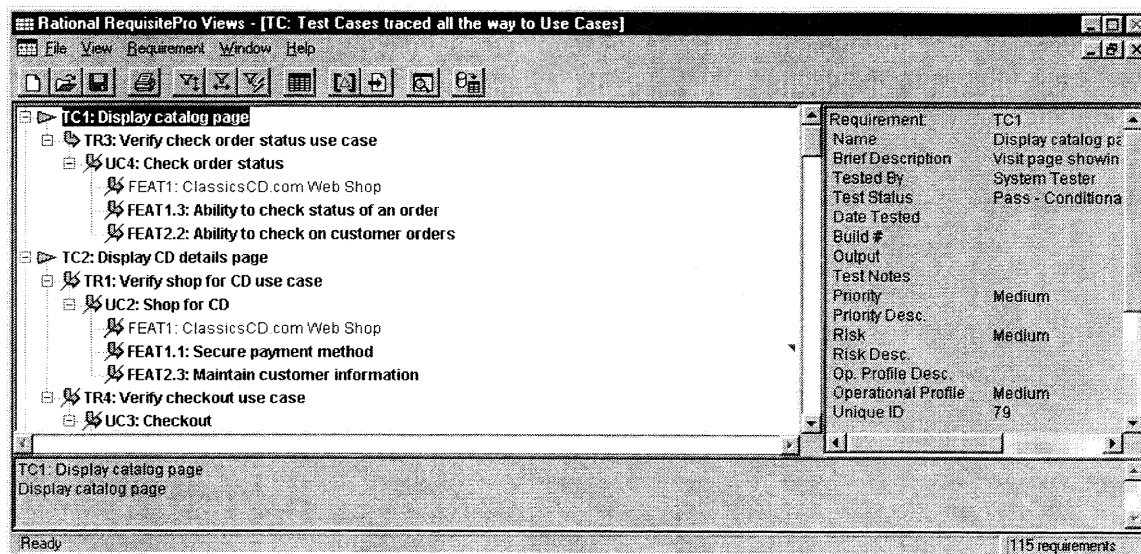 Rational RequisitePro Views - [TC: Test Cases traced all the way to Use Cases]
File View Requirement Window Help
TC1: Display catalog page
TR3: Verify check order status use case
UC4: Check order status
FEAT1: ClassicsCD.com Web Shop
FEAT1.3: Ability to check status of an order
FEAT2.2: Ability to check on customer orders
TC2: Display CD details page
TR1: Verify shop for CD use case
UC2: Shop for CD
FEAT1: ClassicsCD.com Web Shop
FEAT1.1: Secure payment method
FEAT2.3: Maintain customer information
TR4: Verify checkout use case
UC3: Checkout
Requirement: TC1
Name Display catalog pa
Brief Description Visit page showin
Tested By System Tester
Test Status Pass - Conditiona
Date Tested
Build #
Output
Test Notes
Priority Medium
Priority Desc.
Risk Medium
Risk Desc.
Op. Profile Desc.
Operational Profile Medium
Unique ID 79
TC1: Display catalog page
Display catalog page
Ready 115 requirements